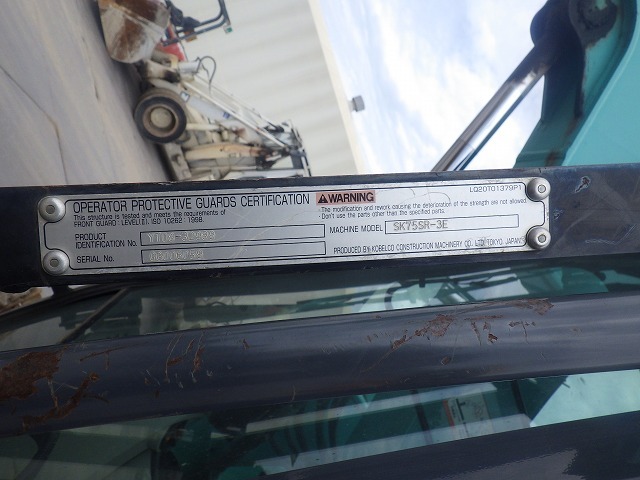 OPERATOR PROTECTIVE GUARDS CERTIFICATION
This structure is tested and meets the requirements of
FRONT GUARD : LEVEL[I,II], ISO 10262 -1998.
PRODUCT
IDENTIFICATION No.
SERIAL No.
WARNING
LQ20T01379P1
· The modification and rework causing the deterioration of the strength are not allowed
· Don't use the parts other than the specified.
MACHINE MODEL SK75SR-3E
PRODUCED BY:KOBELCO CONSTRUCTION MACHINERY CO. LTD TOKYO, JAPAN